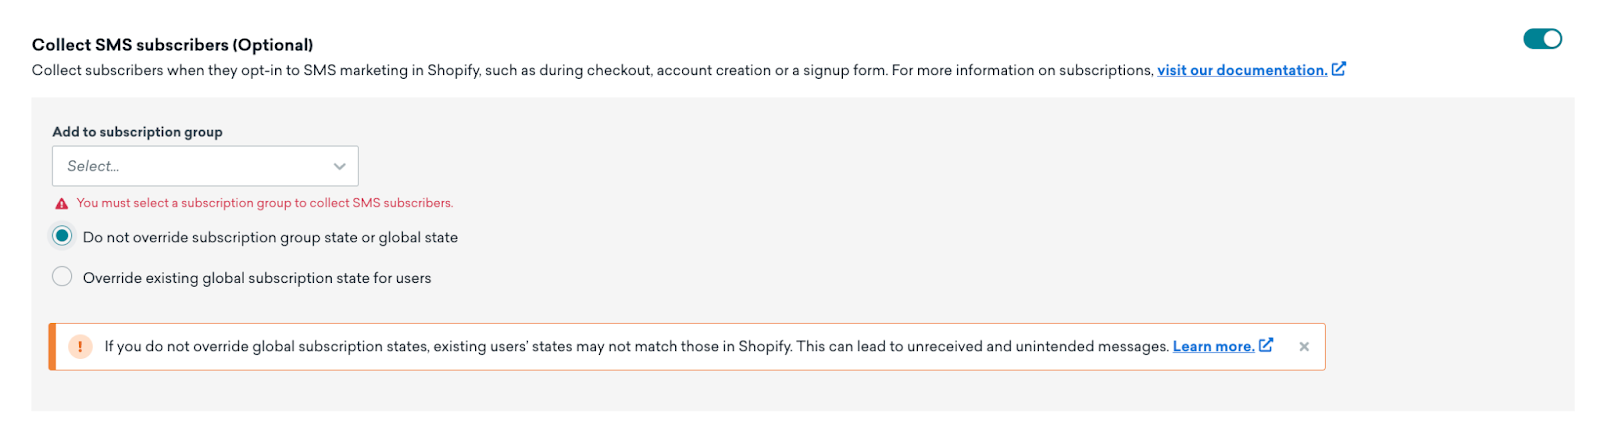 Collect SMS subscribers (Optional)
Collect subscribers when they opt-in to SMS marketing in Shopify, such as during checkout, account creation or a signup form. For more information on subscriptions, visit our documentation.
Add to subscription group
Select...
You must select a subscription group to collect SMS subscribers.
Do not override subscription group state or global state
Override existing global subscription state for users
If you do not override global subscription states, existing users’ states may not match those in Shopify. This can lead to unreceived and unintended messages. Learn more.